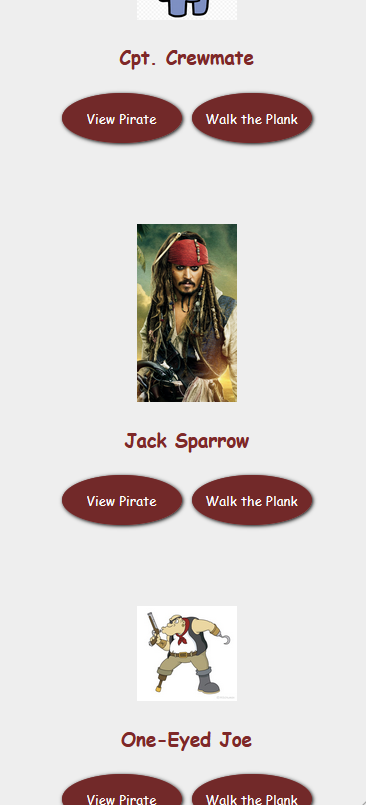 Cpt. Crewmate
View Pirate Walk the Plank
Jack Sparrow
View Pirate Walk the Plank
One-Eyed Joe
View Pirate Walk the Plank